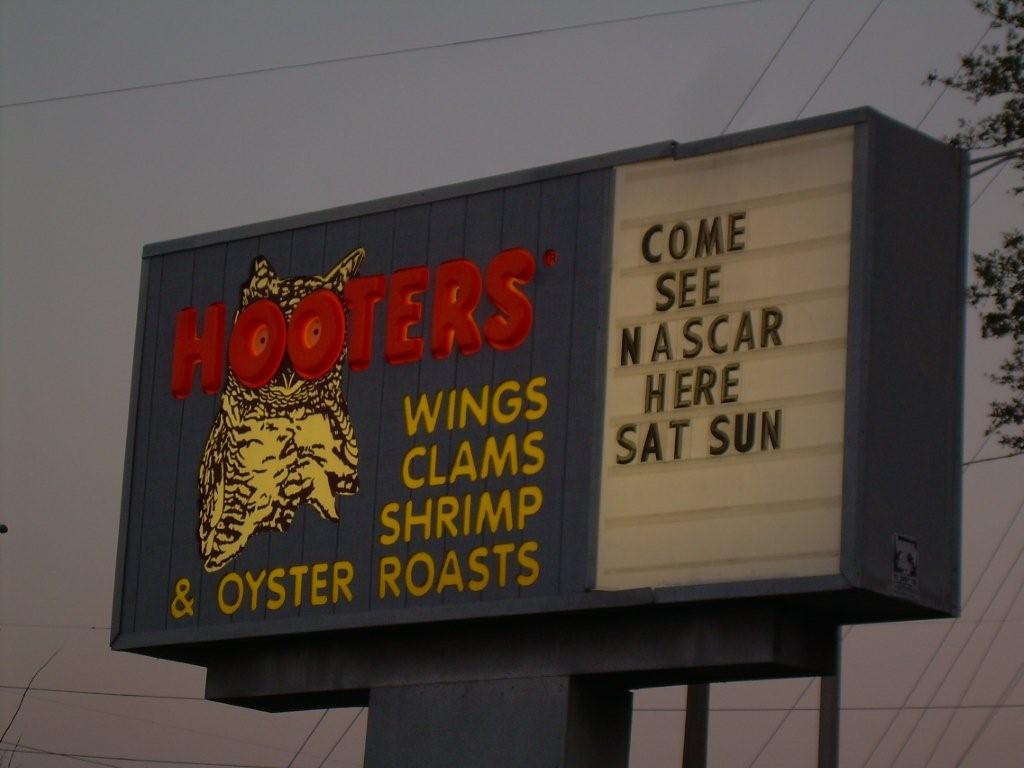 HOOTERS®
WINGS
CLAMS
SHRIMP
& OYSTER ROASTS
COME
SEE
NASCAR
HERE
SAT SUN